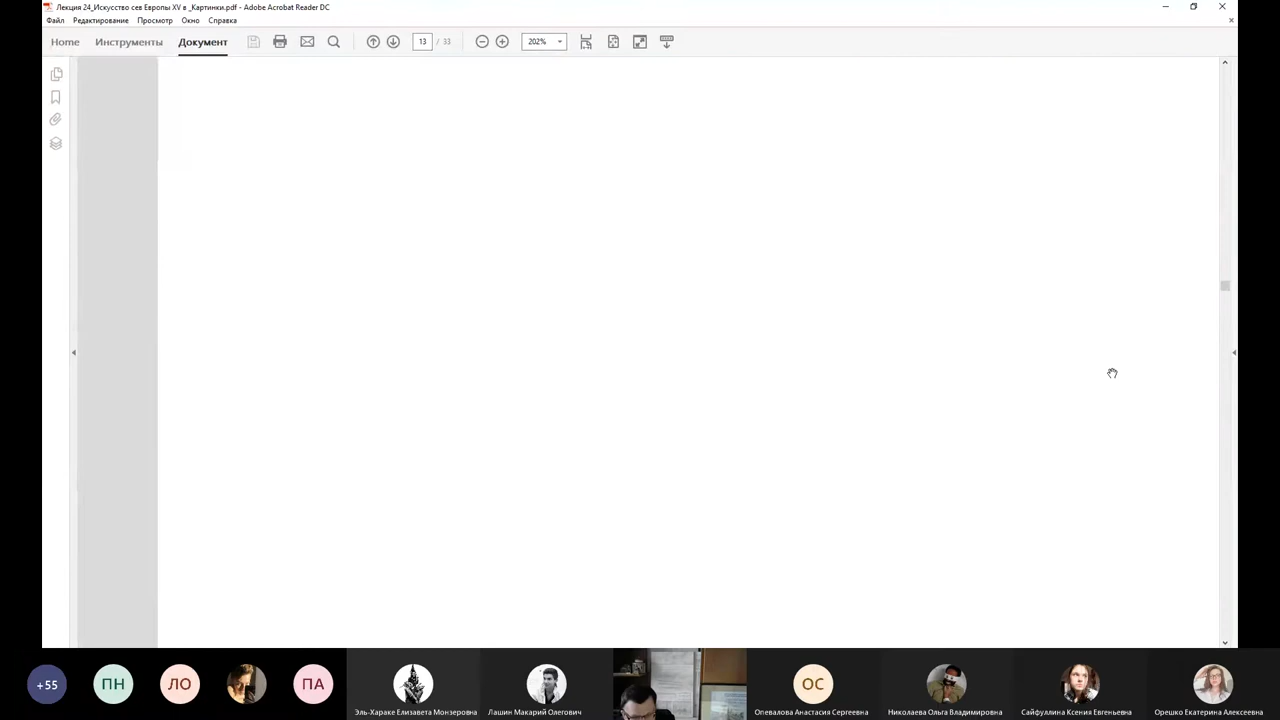 Лекция 24_Искусство сев Европы XV в _Картинки.pdf - Adobe Acrobat Reader DC
Файл Редактирование Просмотр Окно Справка
Home Инструменты Документ 13 / 33 202%
+55 ПН ЛО ПА ОС
Эль-Хараке Елизавета Монзеровна Лашин Макарий Олегович Опевалова Анастасия Сергеевна Николаева Ольга Владимировна Сайфуллина Ксения Евгеньевна Орешко Екатерина Алексеевна